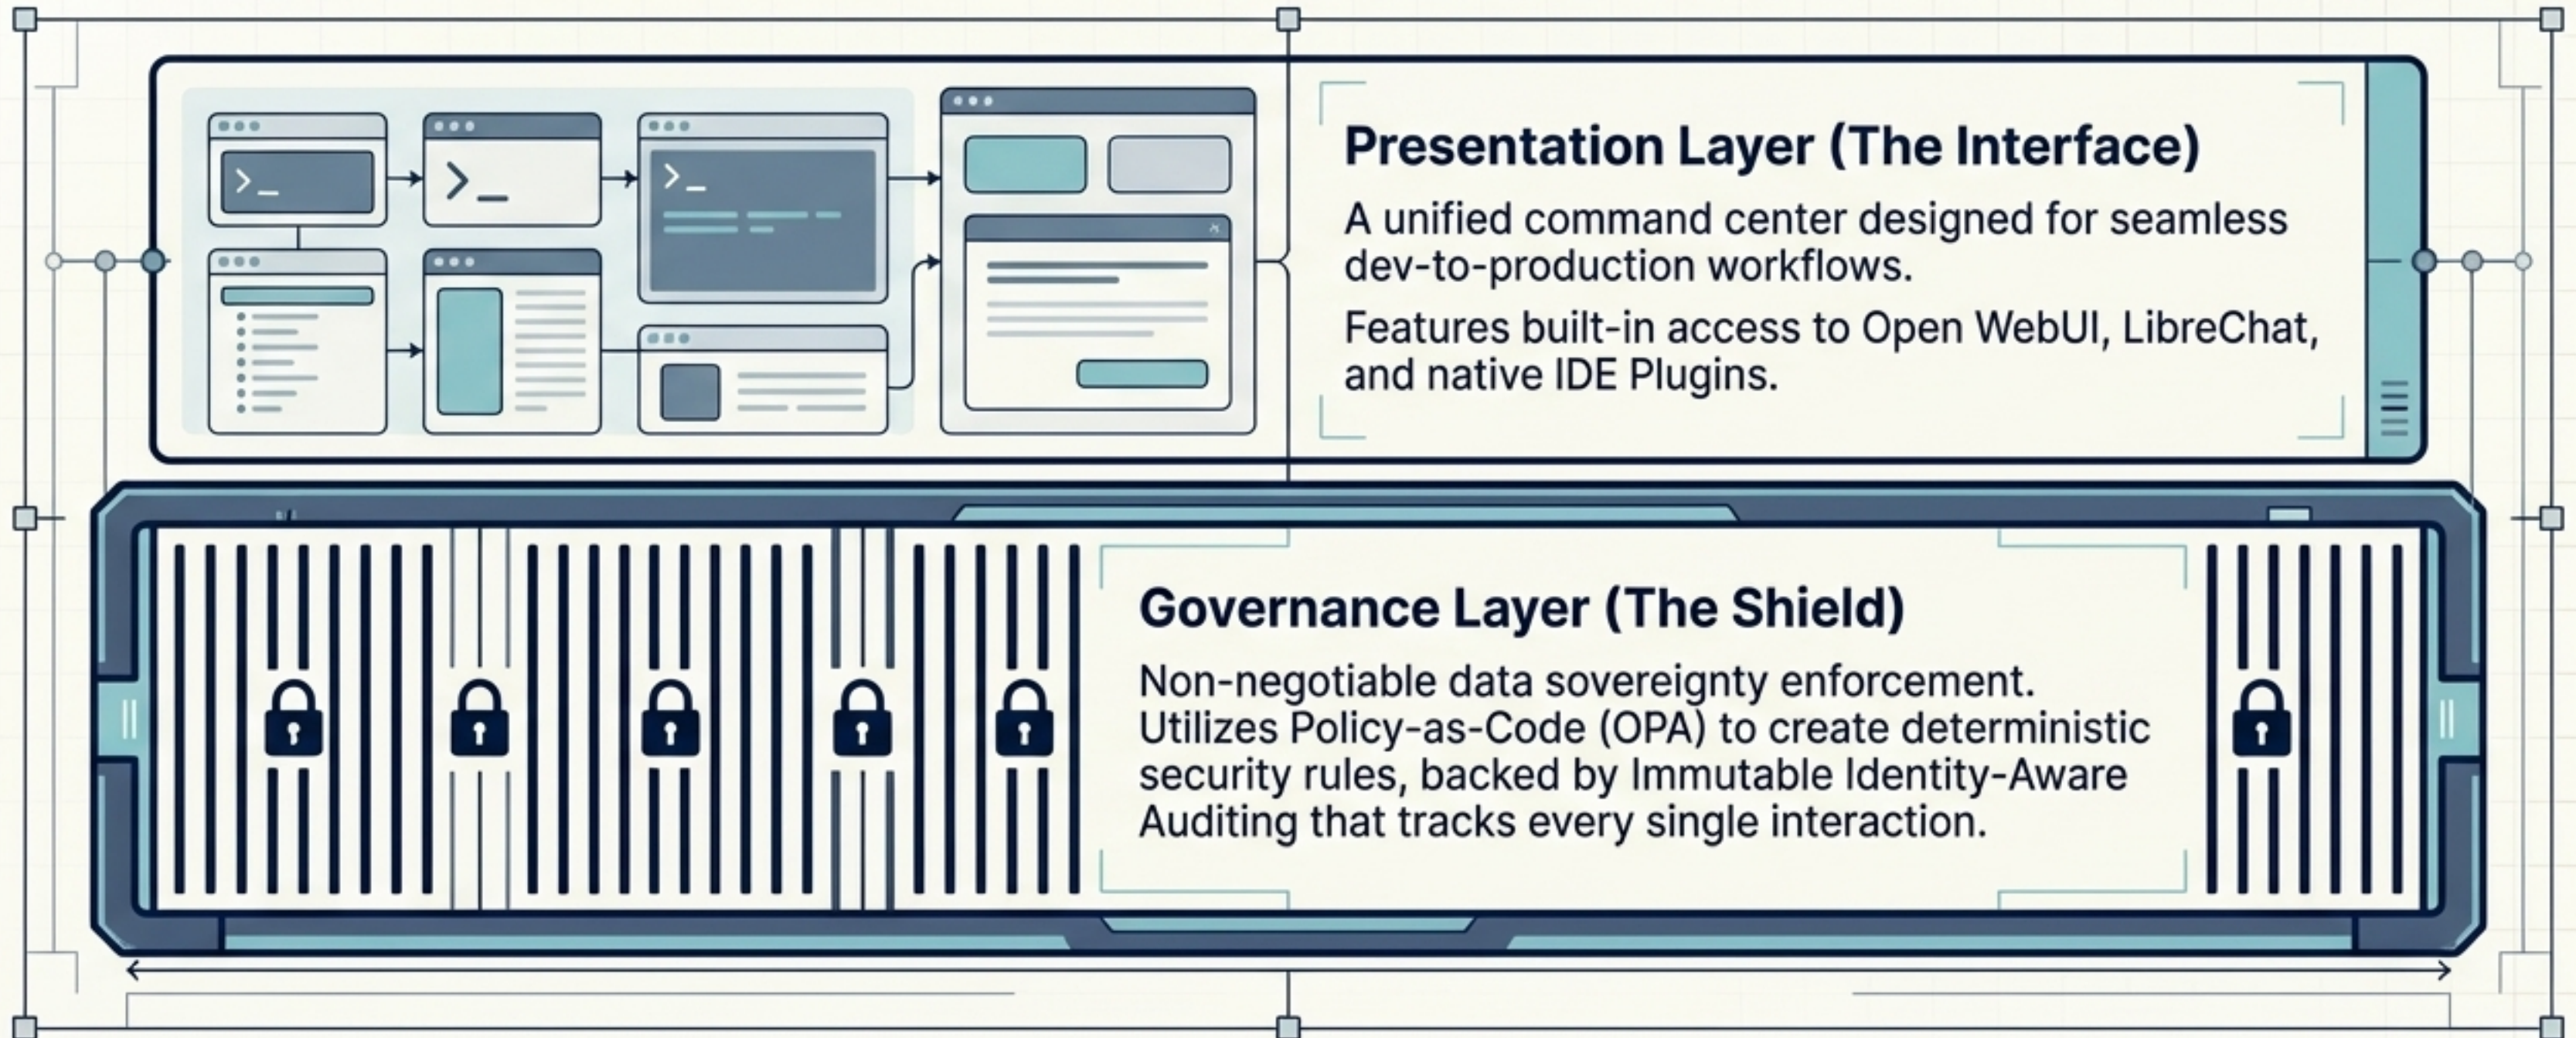 Presentation Layer (The Interface)
A unified command center designed for seamless
dev-to-production workflows.
Features built-in access to Open WebUI, LibreChat,
and native IDE Plugins.
Governance Layer (The Shield)
Non-negotiable data sovereignty enforcement.
Utilizes Policy-as-Code (OPA) to create deterministic
security rules, backed by Immutable Identity-Aware
Auditing that tracks every single interaction.